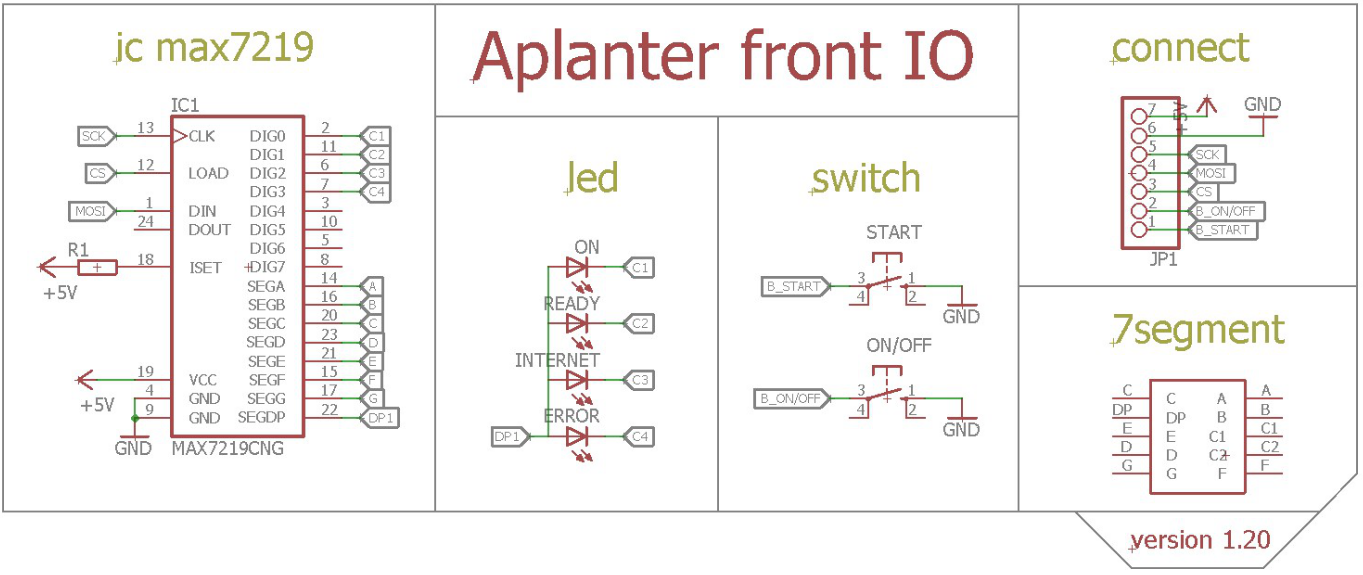 ic max7219
Aplanter front IO
connect
IC1
SCK 13 CLK DIG0 2 C1
DIG1 11 C2
CS 12 LOAD DIG2 6 C3
DIG3 7 C4
MOSI 1 DIN DIG4 3
24 DOUT DIG5 10
DIG6 5
R1 18 ISET DIG7 8
+5V
SEGA 14 A
SEGB 16 B
SEGC 20 C
SEGD 23 D
SEGE 21 E
19 VCC SEGF 15 F
+5V
4 GND SEGG 17 G
9 GND SEGDP 22 DP1
GND MAX7219CNG
led
ON
C1
READY
C2
INTERNET
C3
ERROR
DP1 C4
switch
START
B_START 3 1
4 2
GND
ON/OFF
B_ON/OFF 3 1
4 2
GND
7 +5V GND
6
5 SCK
4 MOSI
3 CS
2 B_ON/OFF
1 B_START
JP1
7segment
C C A A
DP DP B B
E E C1 C1
D D C2 C2
G G F F
version 1.20